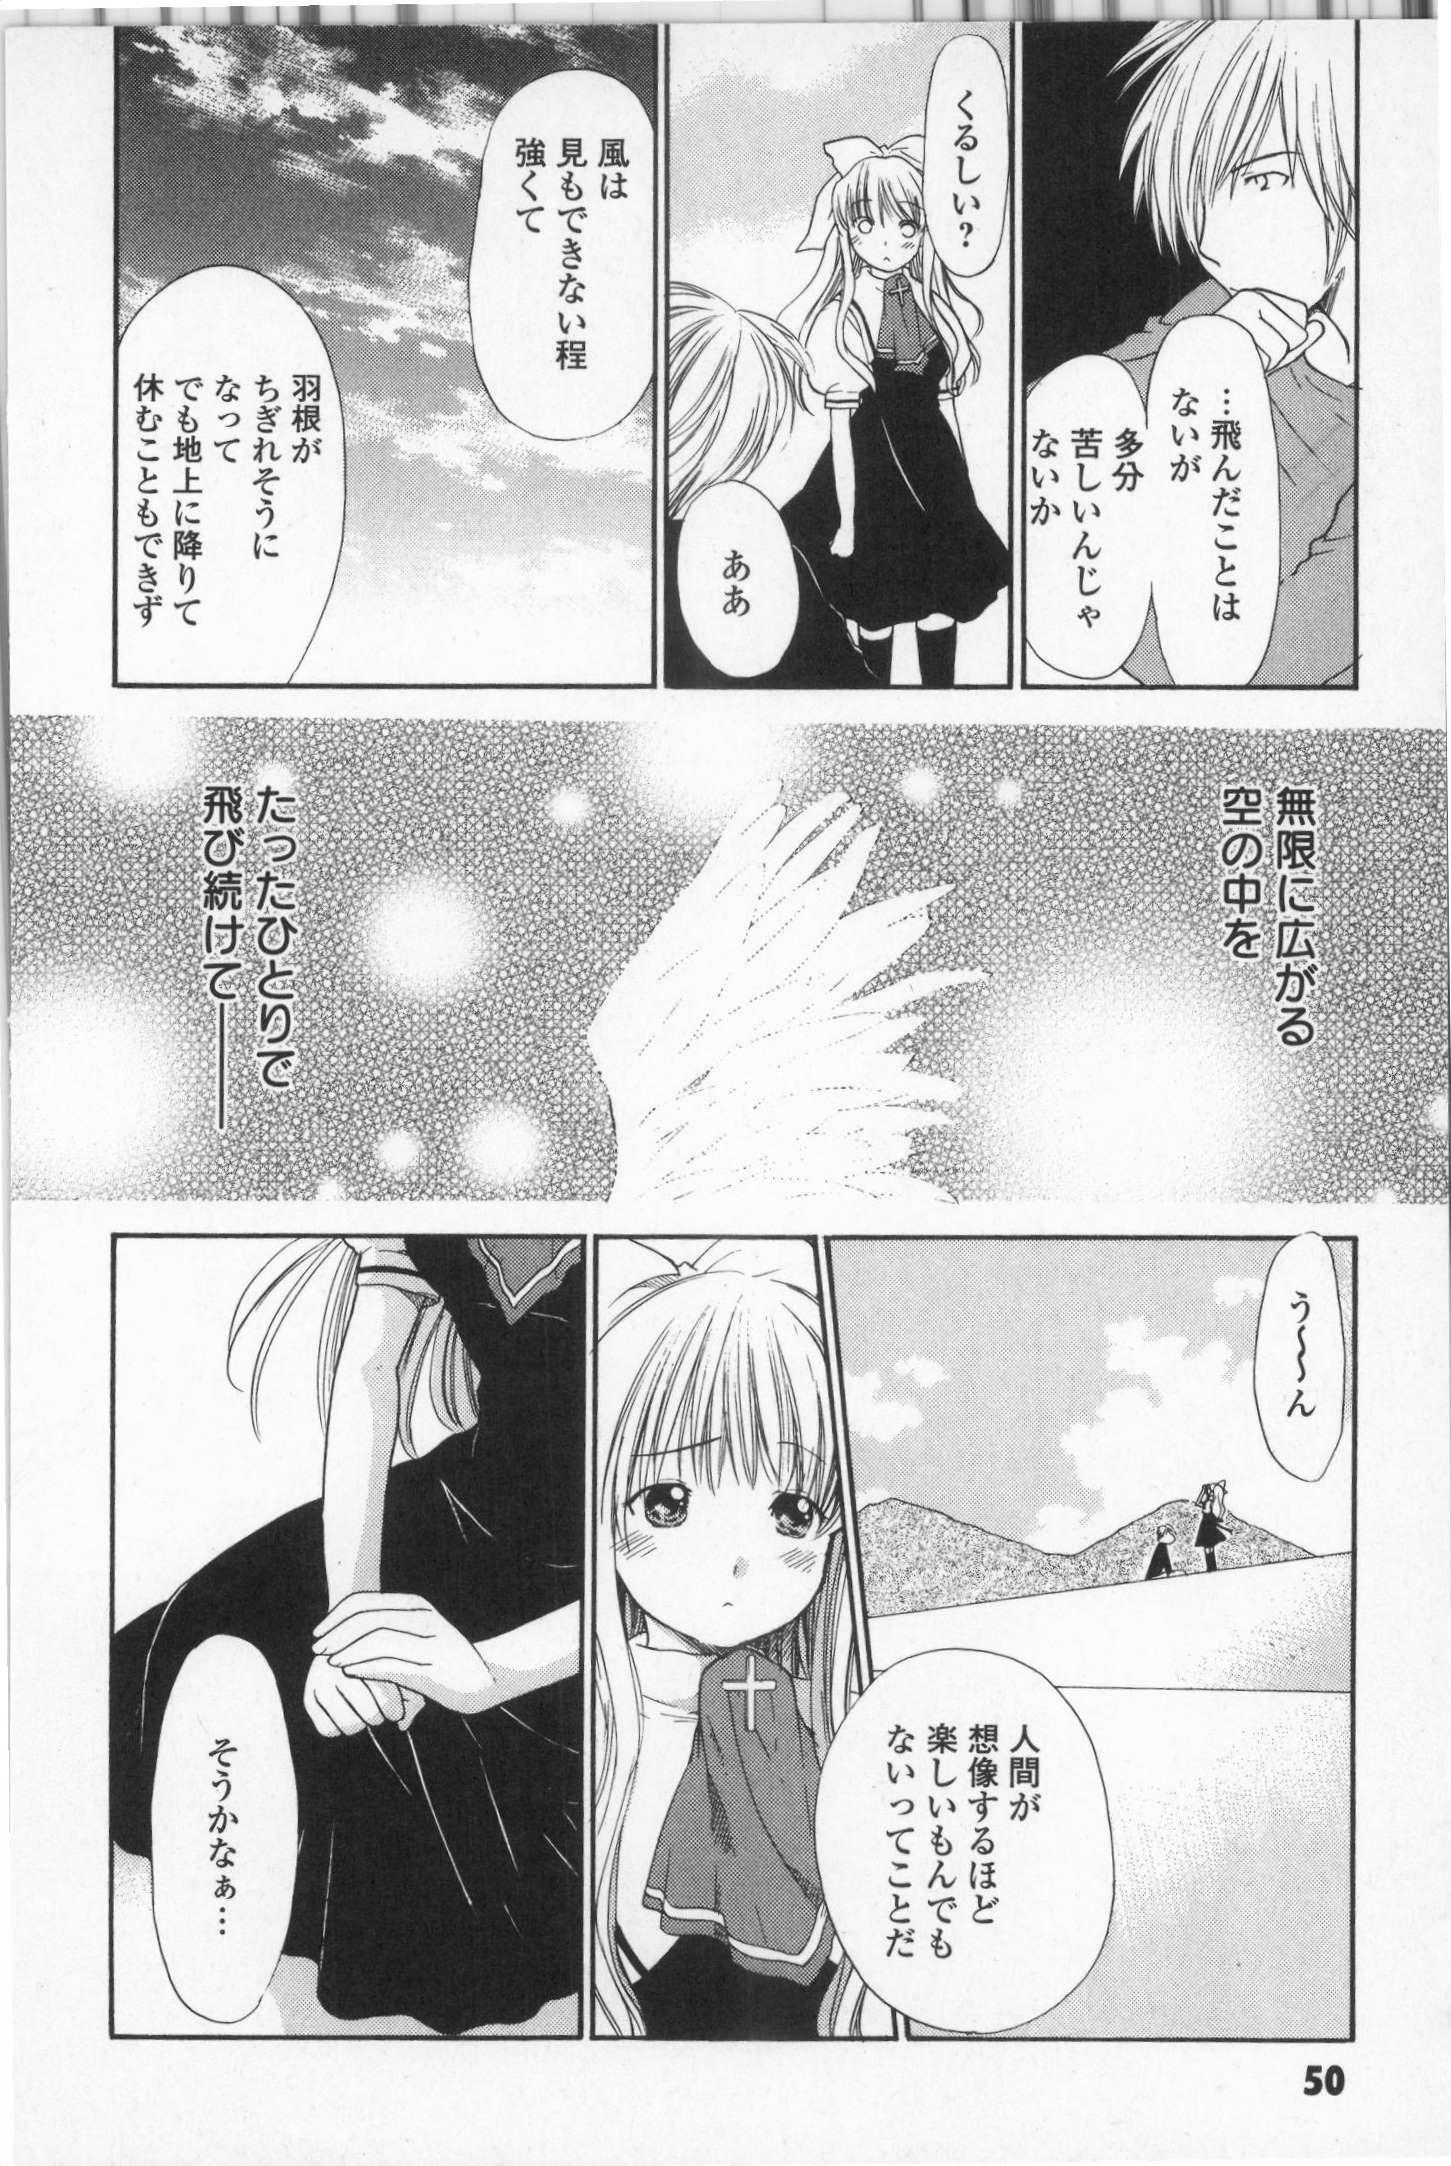 …飛んだことは
ないが
多分
苦しいんじゃ
ないか
くるしい？
ああ
風は
見もできない程
強くて
羽根が
ちぎれそうに
なって
でも地上に降りて
休むこともできず
無限に広がる
空の中を
たったひとりで
飛び続けて――
う～～ん
人間が
想像するほど
楽しいもんでも
ないってことだ
そうかなぁ…
50